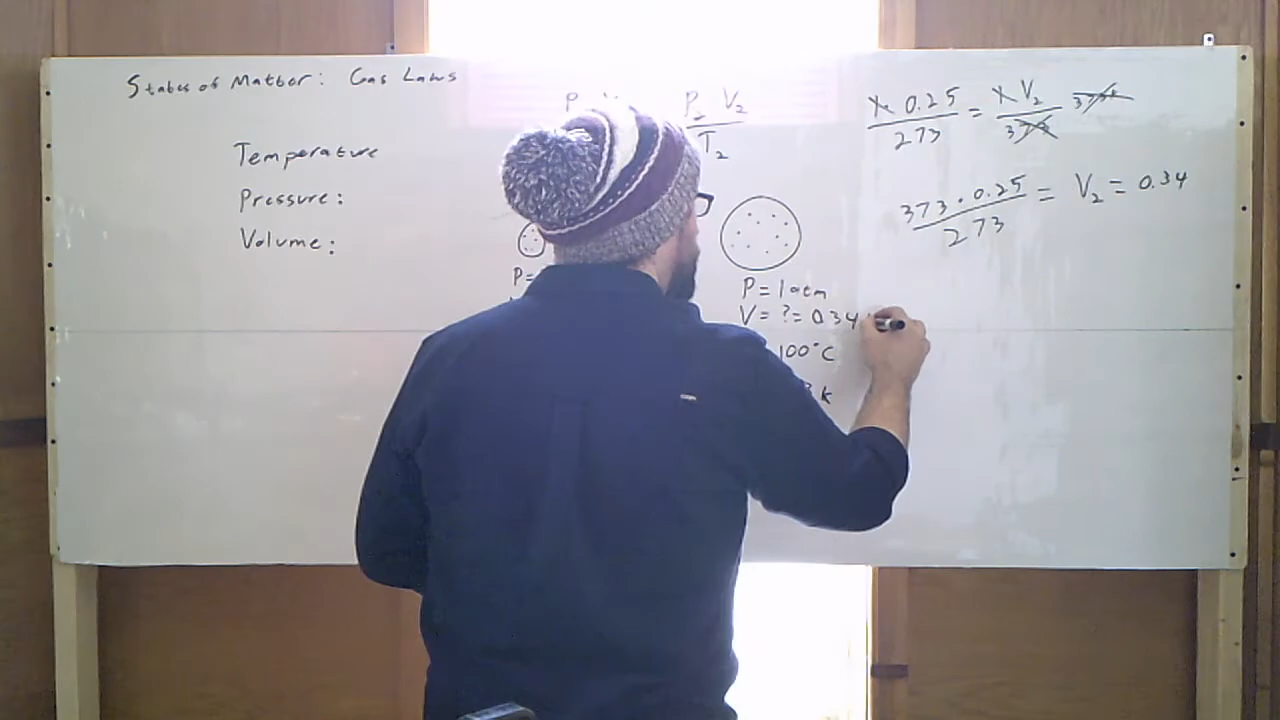 States of Matter: Gas Laws
P
P₂ V₂
T₂
Temperature
Pressure:
Volume:
P=
P = 1 atm
V = ? = 0.34
100°C
K
X · 0.25 / 273 = X V₂ / 373
373 · 0.25 / 273 = V₂ = 0.34